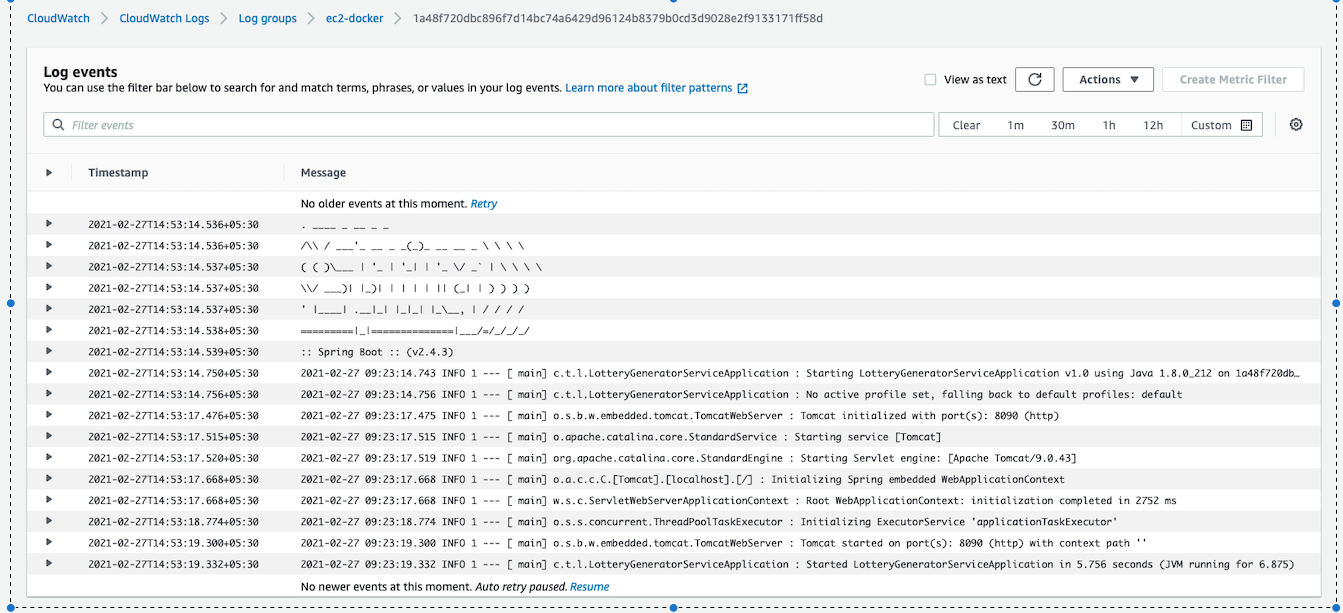 CloudWatch > CloudWatch Logs > Log groups > ec2-docker > 1a48f720dbc896f7d14bc74a6429d96124b8379b0cd3d9028e2f9133171ff58d
Log events
You can use the filter bar below to search for and match terms, phrases, or values in your log events. Learn more about filter patterns
View as text Actions ▼ Create Metric Filter
Filter events Clear 1m 30m 1h 12h Custom
Timestamp Message
No older events at this moment. Retry
2021-02-27T14:53:14.536+05:30 . ____ _ __ _ _
2021-02-27T14:53:14.536+05:30 /\\ / ___'_ __ _ _(_)_ __ __ _ \ \ \ \
2021-02-27T14:53:14.537+05:30 ( ( )\___ | '_ | '_| | '_ \/ _` | \ \ \ \
2021-02-27T14:53:14.537+05:30 \\/ ___)| |_)| | | | | || (_| | ) ) ) )
2021-02-27T14:53:14.537+05:30 ' |____| .__|_| |_|_| |_\__, | / / / /
2021-02-27T14:53:14.538+05:30 =========|_|==============|___/=/_/_/_/
2021-02-27T14:53:14.539+05:30 :: Spring Boot :: (v2.4.3)
2021-02-27T14:53:14.750+05:30 2021-02-27 09:23:14.743 INFO 1 --- [ main] c.t.l.LotteryGeneratorServiceApplication : Starting LotteryGeneratorServiceApplication v1.0 using Java 1.8.0_212 on 1a48f720db…
2021-02-27T14:53:14.756+05:30 2021-02-27 09:23:14.756 INFO 1 --- [ main] c.t.l.LotteryGeneratorServiceApplication : No active profile set, falling back to default profiles: default
2021-02-27T14:53:17.476+05:30 2021-02-27 09:23:17.475 INFO 1 --- [ main] o.s.b.w.embedded.tomcat.TomcatWebServer : Tomcat initialized with port(s): 8090 (http)
2021-02-27T14:53:17.515+05:30 2021-02-27 09:23:17.515 INFO 1 --- [ main] o.apache.catalina.core.StandardService : Starting service [Tomcat]
2021-02-27T14:53:17.520+05:30 2021-02-27 09:23:17.519 INFO 1 --- [ main] org.apache.catalina.core.StandardEngine : Starting Servlet engine: [Apache Tomcat/9.0.43]
2021-02-27T14:53:17.668+05:30 2021-02-27 09:23:17.668 INFO 1 --- [ main] o.a.c.c.C.[Tomcat].[localhost].[/] : Initializing Spring embedded WebApplicationContext
2021-02-27T14:53:17.668+05:30 2021-02-27 09:23:17.668 INFO 1 --- [ main] w.s.c.ServletWebServerApplicationContext : Root WebApplicationContext: initialization completed in 2752 ms
2021-02-27T14:53:18.774+05:30 2021-02-27 09:23:18.774 INFO 1 --- [ main] o.s.s.concurrent.ThreadPoolTaskExecutor : Initializing ExecutorService 'applicationTaskExecutor'
2021-02-27T14:53:19.300+05:30 2021-02-27 09:23:19.300 INFO 1 --- [ main] o.s.b.w.embedded.tomcat.TomcatWebServer : Tomcat started on port(s): 8090 (http) with context path ''
2021-02-27T14:53:19.332+05:30 2021-02-27 09:23:19.332 INFO 1 --- [ main] c.t.l.LotteryGeneratorServiceApplication : Started LotteryGeneratorServiceApplication in 5.756 seconds (JVM running for 6.875)
No newer events at this moment. Auto retry paused. Resume